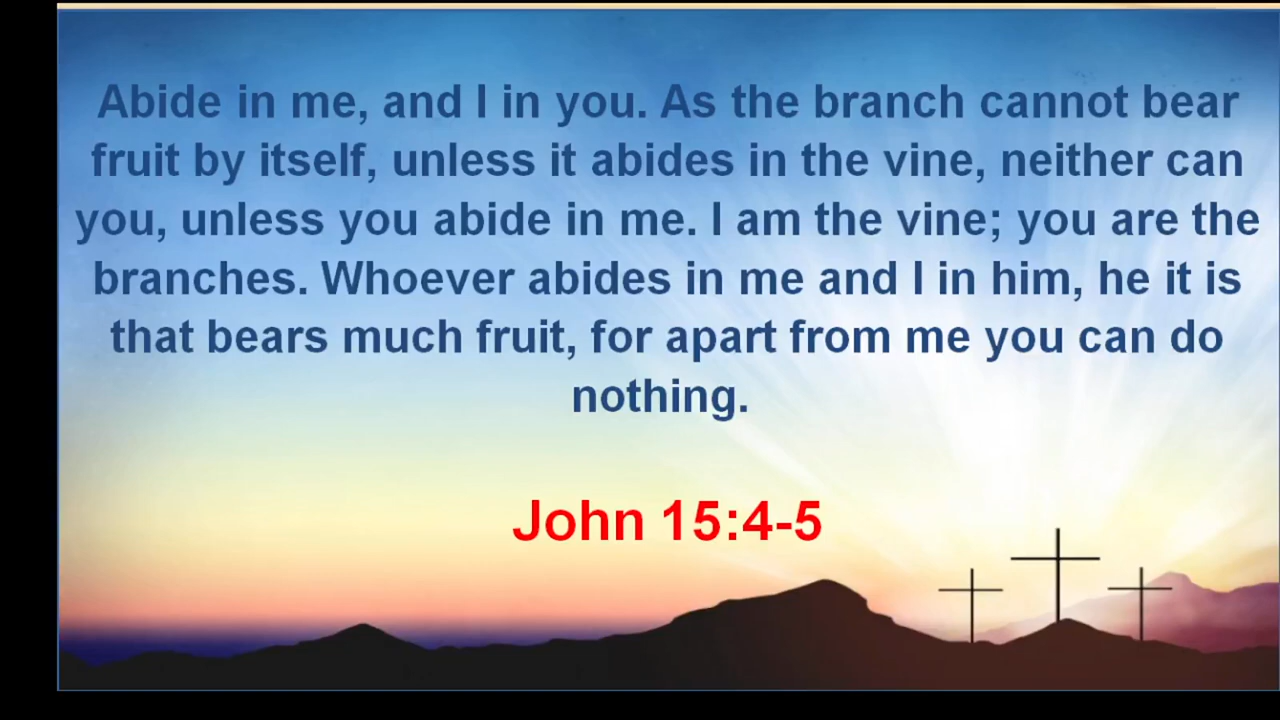 Abide in me, and I in you. As the branch cannot bear
fruit by itself, unless it abides in the vine, neither can
you, unless you abide in me. I am the vine; you are the
branches. Whoever abides in me and I in him, he it is
that bears much fruit, for apart from me you can do
nothing.
John 15:4-5